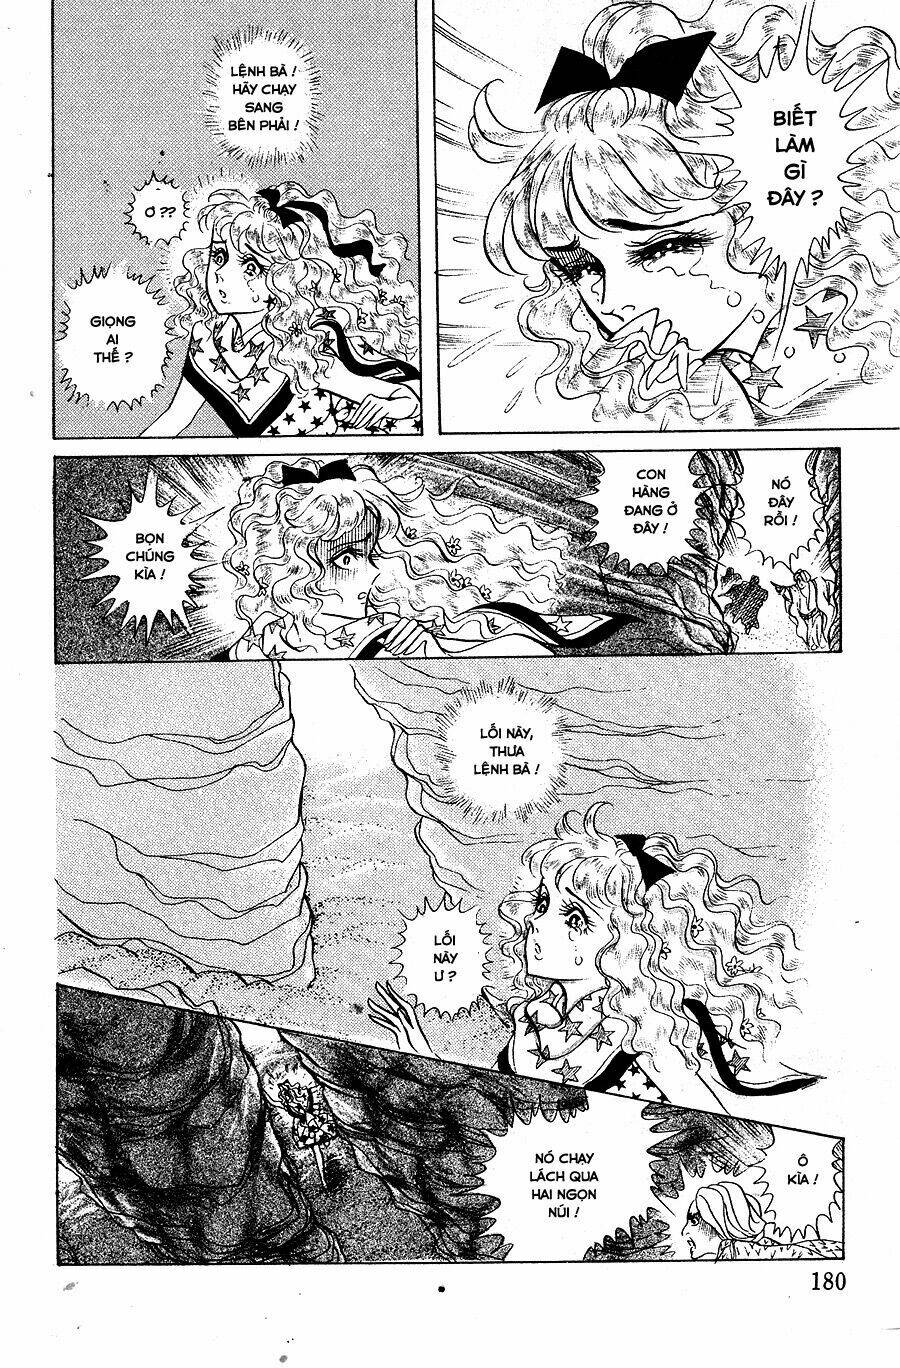 BIẾT
LÀM
GÌ
ĐÂY ?
LỆNH BÀ !
HÃY CHẠY
SANG
BÊN PHẢI !
Ơ ??
GIỌNG
AI
THẾ ?
NÓ
ĐÂY
RỒI !
CON
HÀNG
ĐANG Ở
ĐÂY !
BỌN
CHÚNG
KÌA !
LỐI NÀY,
THƯA
LỆNH BÀ !
LỐI
NÀY
Ư ?
Ô
KÌA !
NÓ CHẠY
LÁCH QUA
HAI NGỌN
NÚI !
180